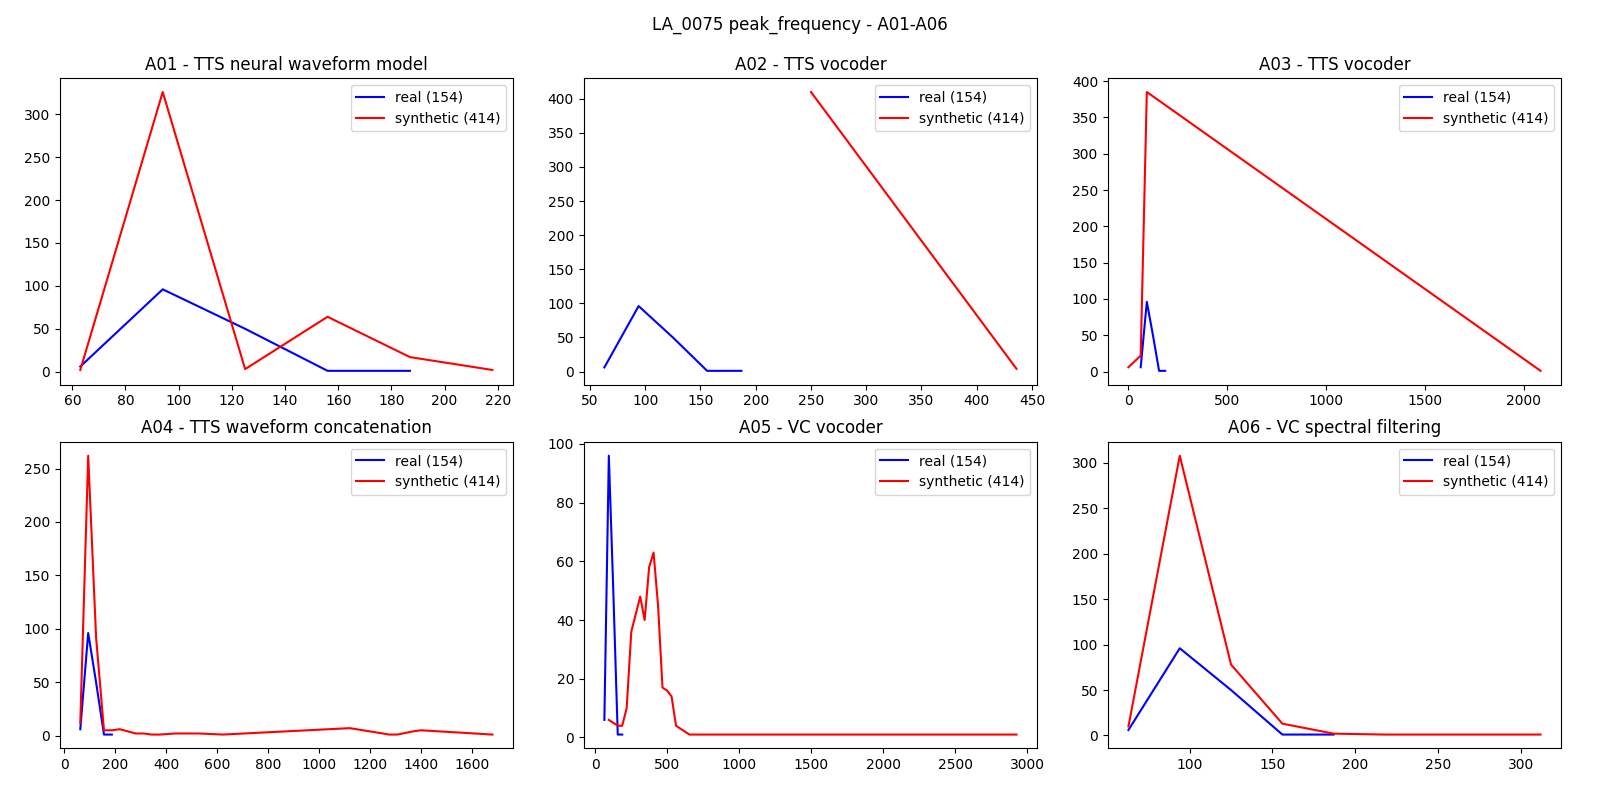 LA_0075 peak_frequency - A01-A06
A01 - TTS neural waveform model
real (154)
synthetic (414)
300
250
200
150
100
50
0
60 80 100 120 140 160 180 200 220
A02 - TTS vocoder
real (154)
synthetic (414)
400
350
300
250
200
150
100
50
0
50 100 150 200 250 300 350 400 450
A03 - TTS vocoder
real (154)
synthetic (414)
400
350
300
250
200
150
100
50
0
0 500 1000 1500 2000
A04 - TTS waveform concatenation
real (154)
synthetic (414)
250
200
150
100
50
0
0 200 400 600 800 1000 1200 1400 1600
A05 - VC vocoder
real (154)
synthetic (414)
100
80
60
40
20
0
0 500 1000 1500 2000 2500 3000
A06 - VC spectral filtering
real (154)
synthetic (414)
300
250
200
150
100
50
0
100 150 200 250 300